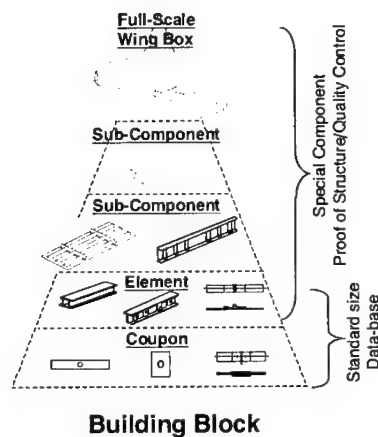 Full-Scale
Wing Box
Sub-Component
Sub-Component
Element
Coupon
Special Component
Proof of Structure/Quality Control
Standard size
Data-base
Building Block